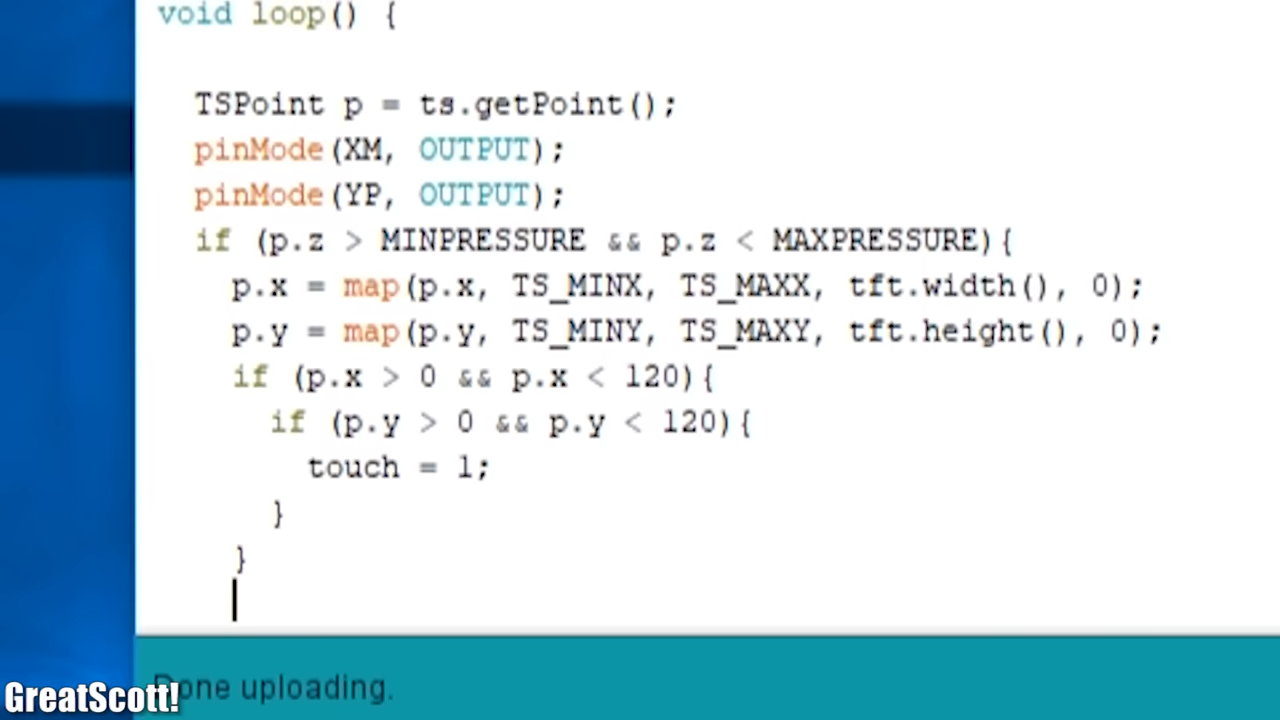 void loop() {
TSPoint p = ts.getPoint();
pinMode(XM, OUTPUT);
pinMode(YP, OUTPUT);
if (p.z > MINPRESSURE && p.z < MAXPRESSURE){
p.x = map(p.x, TS_MINX, TS_MAXX, tft.width(), 0);
p.y = map(p.y, TS_MINY, TS_MAXY, tft.height(), 0);
if (p.x > 0 && p.x < 120){
if (p.y > 0 && p.y < 120){
touch = 1;
}
}
Done uploading.
GreatScott!